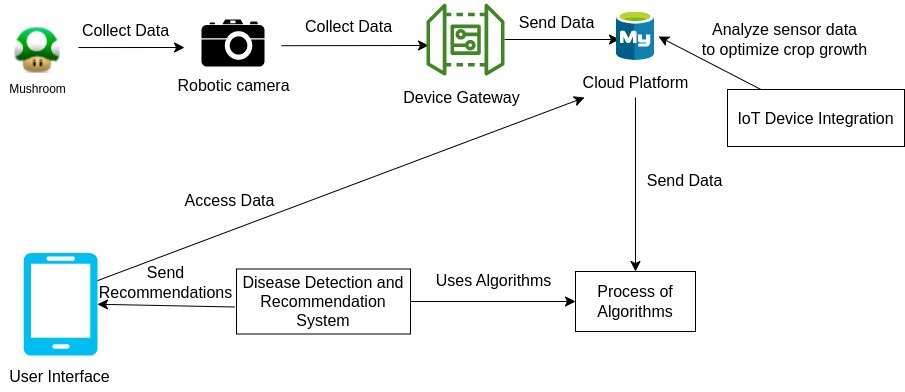 Collect Data
Collect Data
Send Data
Analyze sensor data
to optimize crop growth
My
Mushroom
Robotic camera
Device Gateway
Cloud Platform
IoT Device Integration
Send Data
Access Data
Send
Recommendations
Disease Detection and
Recommendation
System
Uses Algorithms
Process of
Algorithms
User Interface